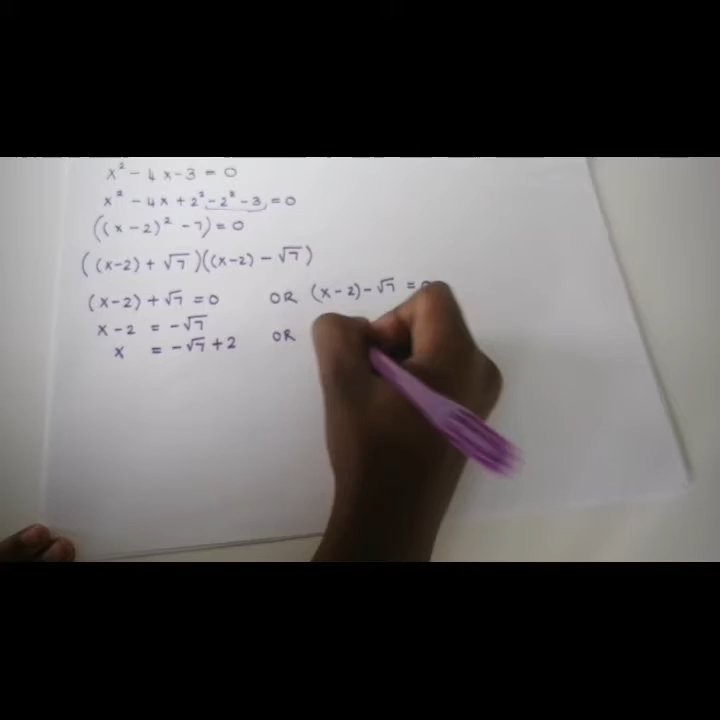 x² - 4x - 3 = 0
x² - 4x + 2² - 2² - 3 = 0
((x - 2)² - 7) = 0
((x-2) + √7)((x-2) - √7)
(x-2) + √7 = 0 OR (x-2) - √7 =
x - 2 = -√7
x = -√7 + 2 OR